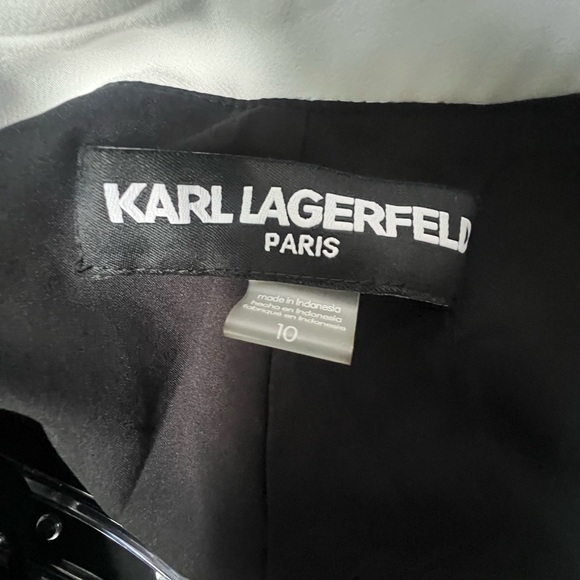 KARL LAGERFELD
PARIS
made in Indonesia
hecho en Indonesia
fabriqué en Indonésie
10